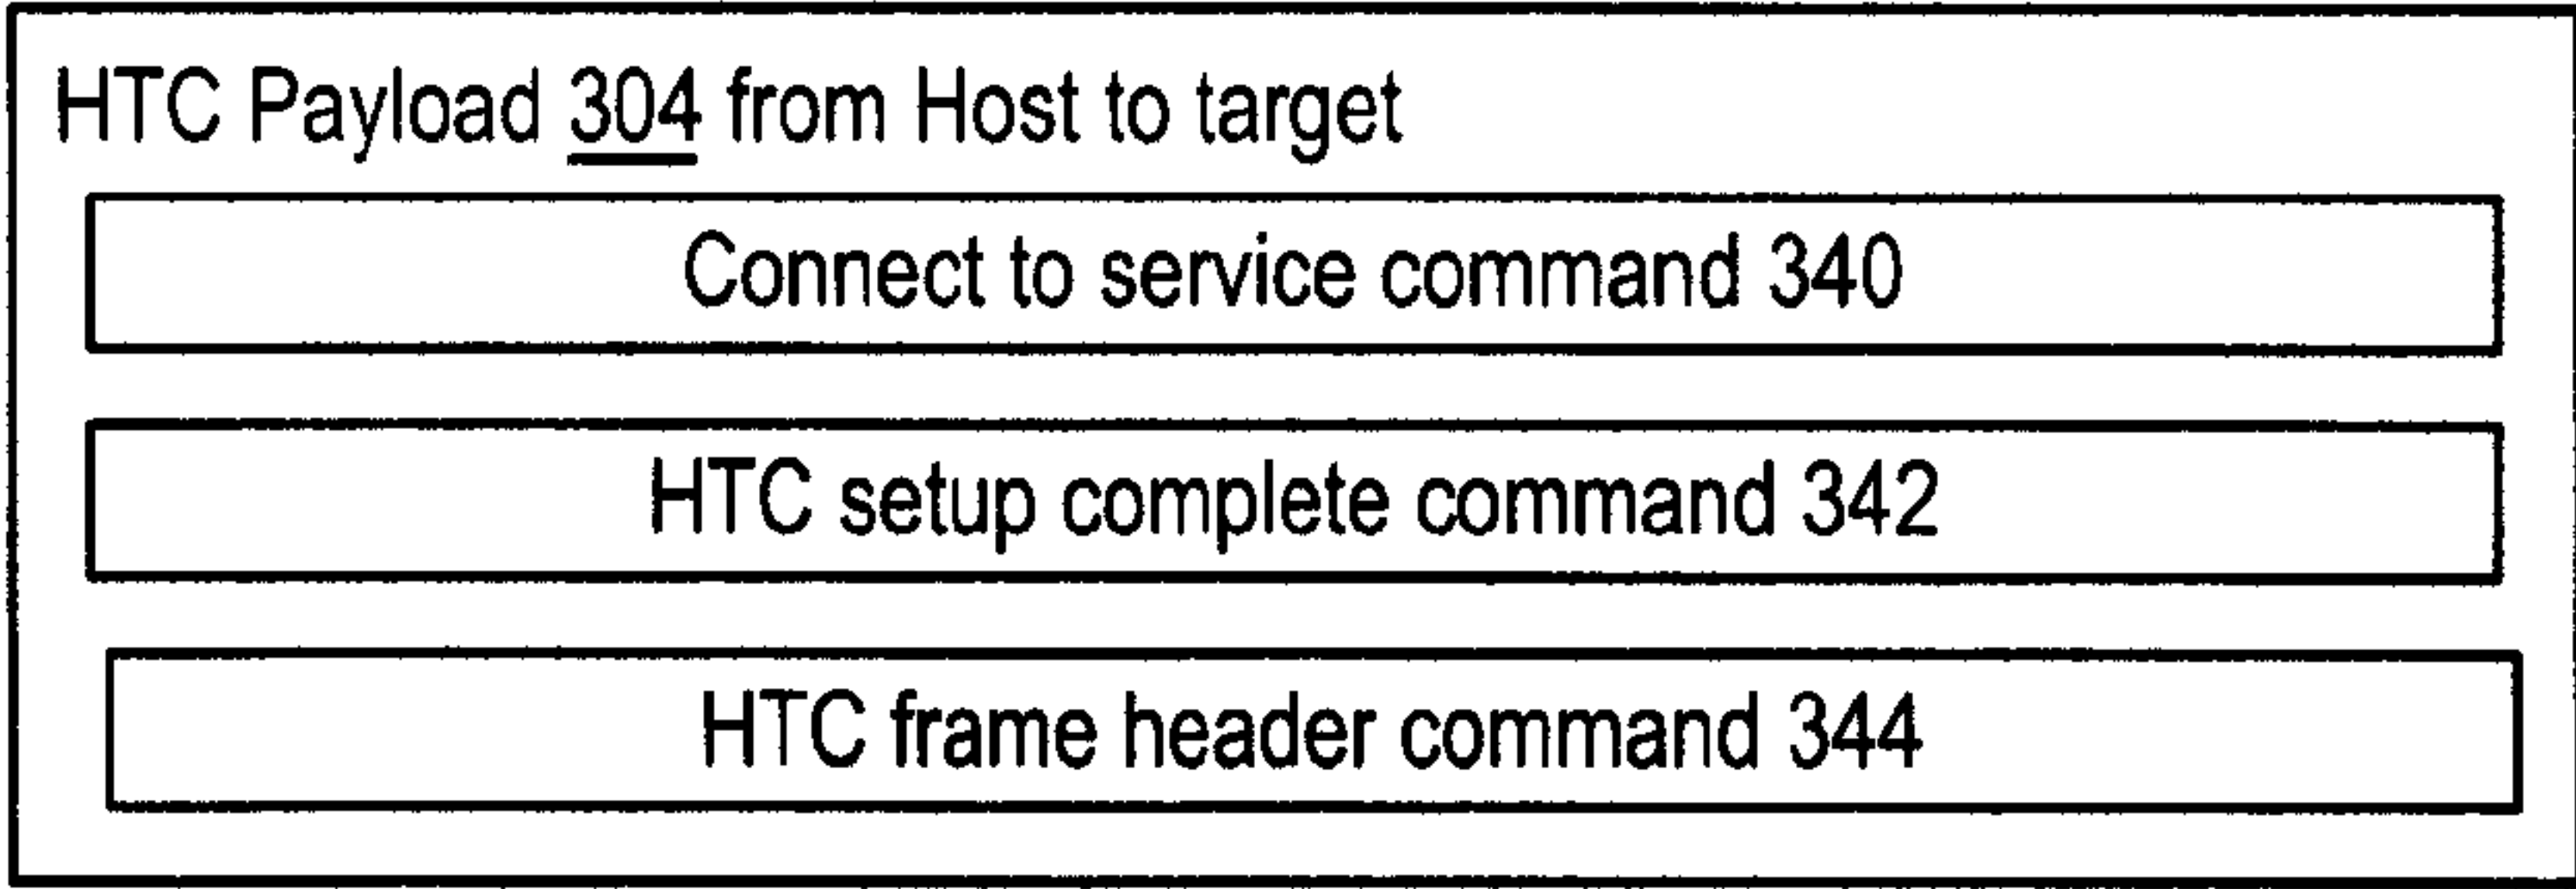 HTC Payload 304 from Host to target
Connect to service command 340
HTC setup complete command 342
HTC frame header command 344